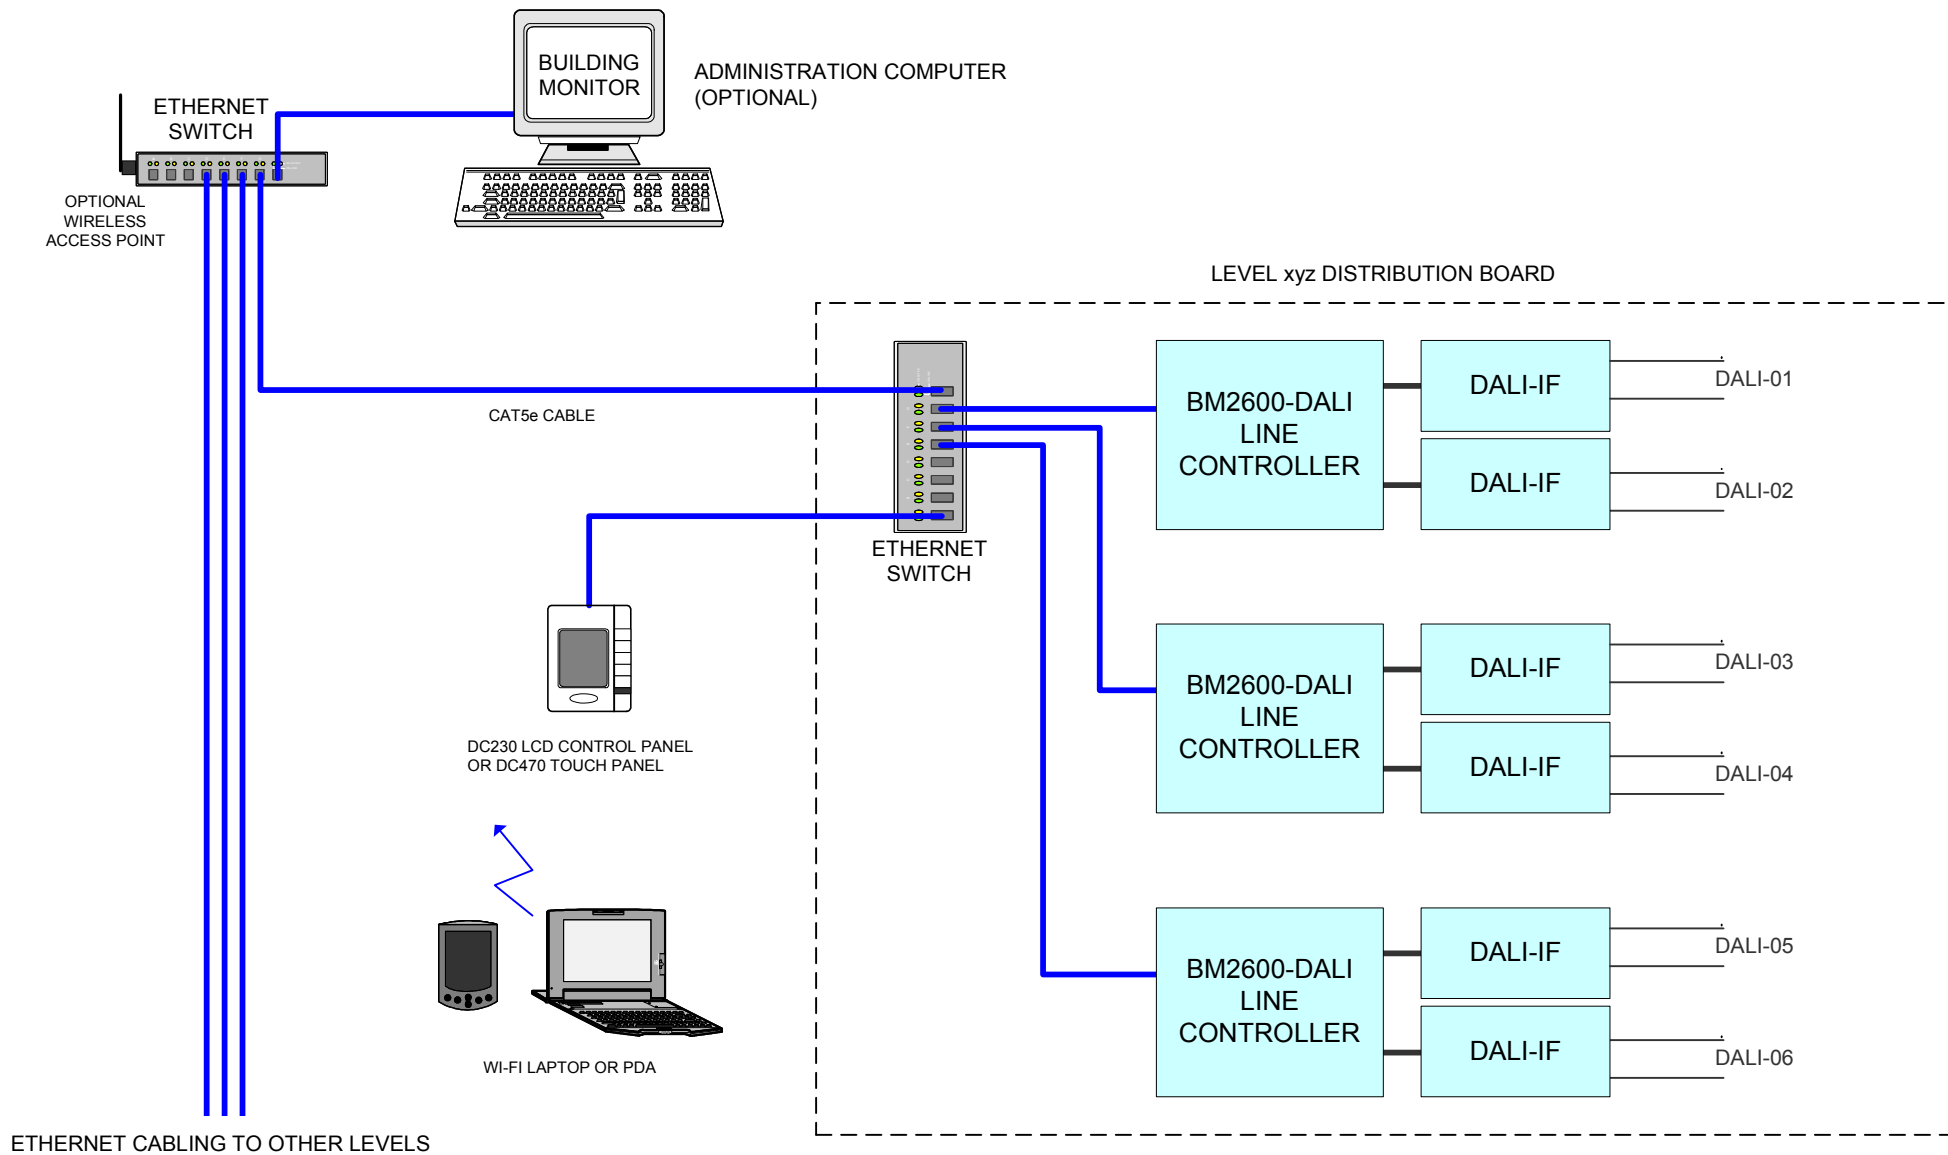 BUILDING
MONITOR
ADMINISTRATION COMPUTER
(OPTIONAL)
ETHERNET
SWITCH
OPTIONAL
WIRELESS
ACCESS POINT
LEVEL xyz DISTRIBUTION BOARD
CAT5e CABLE
ETHERNET
SWITCH
BM2600-DALI
LINE
CONTROLLER
DALI-IF
DALI-01
DALI-IF
DALI-02
DC230 LCD CONTROL PANEL
OR DC470 TOUCH PANEL
BM2600-DALI
LINE
CONTROLLER
DALI-IF
DALI-03
DALI-IF
DALI-04
WI-FI LAPTOP OR PDA
BM2600-DALI
LINE
CONTROLLER
DALI-IF
DALI-05
DALI-IF
DALI-06
ETHERNET CABLING TO OTHER LEVELS